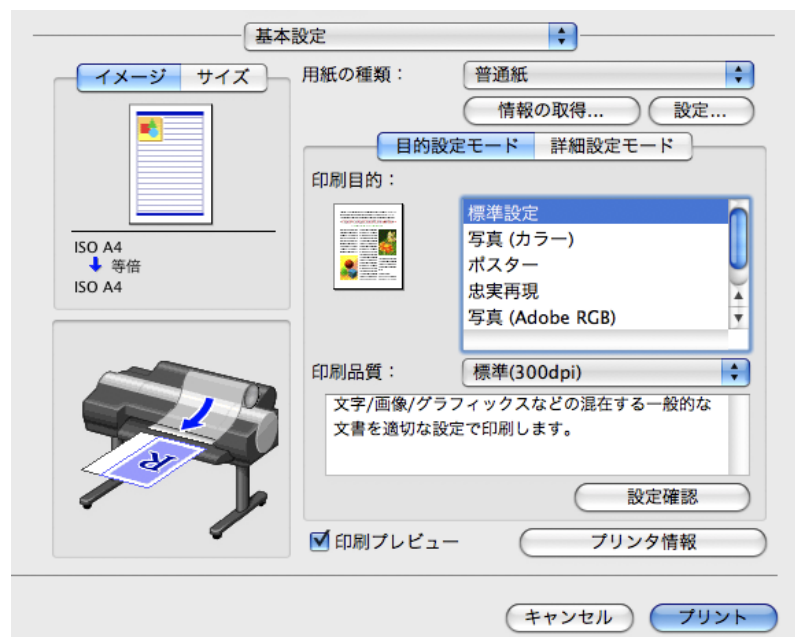 基本設定
イメージ サイズ
ISO A4
等倍
ISO A4
R
用紙の種類： 普通紙
情報の取得... 設定...
目的設定モード 詳細設定モード
印刷目的：
標準設定
写真 (カラー)
ポスター
忠実再現
写真 (Adobe RGB)
印刷品質： 標準(300dpi)
文字/画像/グラフィックスなどの混在する一般的な
文書を適切な設定で印刷します。
設定確認
印刷プレビュー プリンタ情報
キャンセル プリント